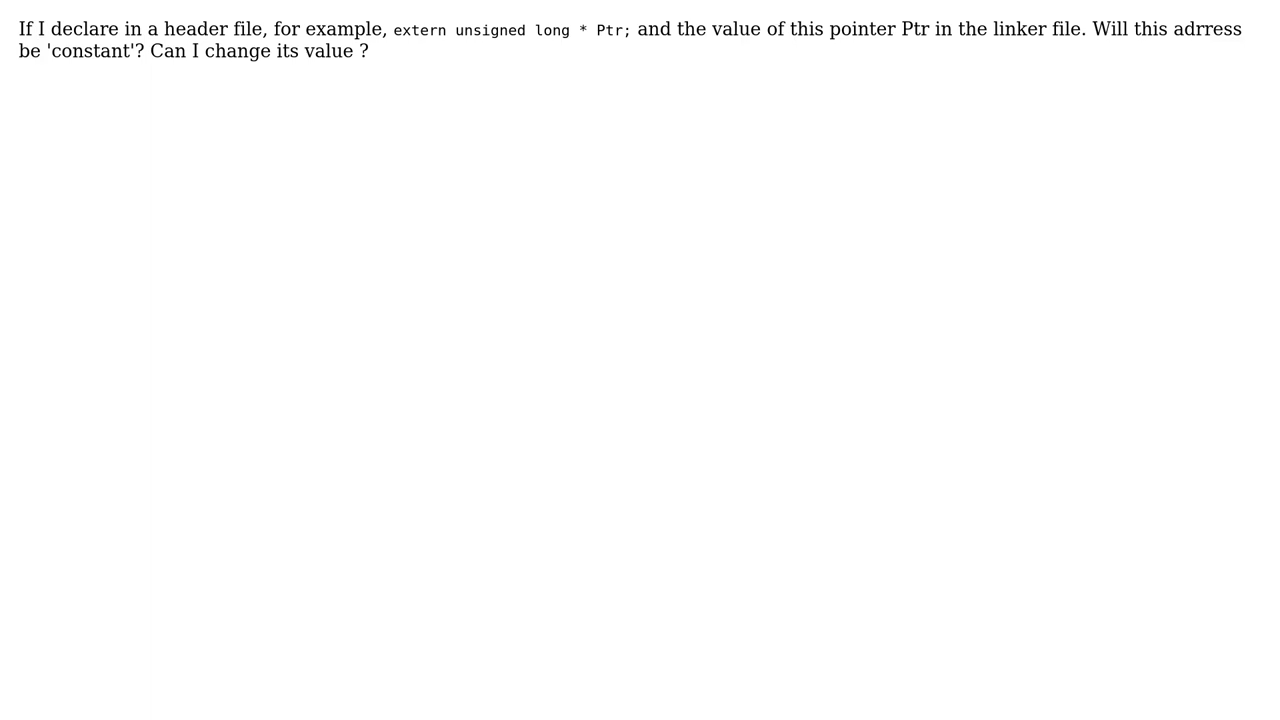 If I declare in a header file, for example, extern unsigned long * Ptr; and the value of this pointer Ptr in the linker file. Will this adrress
be 'constant'? Can I change its value ?